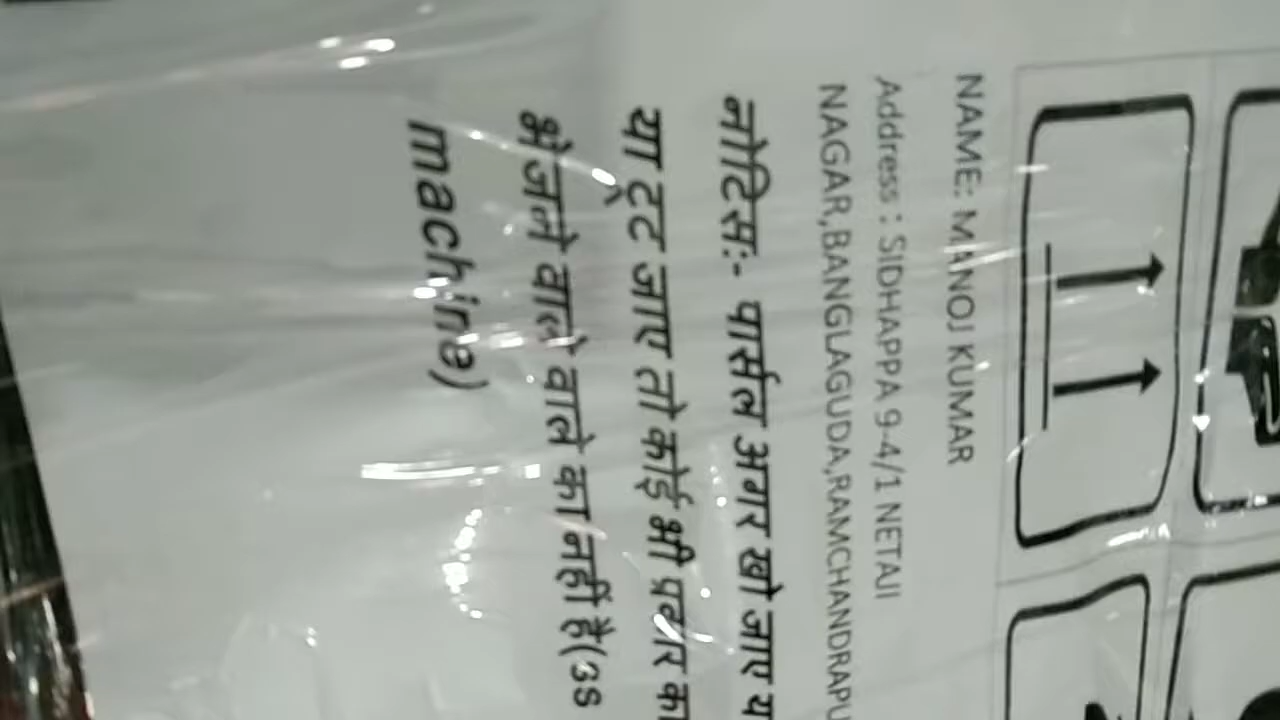 NAME: MANOJ KUMAR
Address : SIDHAPPA 9-4/1 NETAJI
NAGAR,BANGLAGUDA,RAMCHANDRAPU
नोटिसः- पार्सल अगर खो जाए य
या टूट जाए तो कोई भी प्रकार का
भेजने वाले वाले का नहीं है(3s
machine)